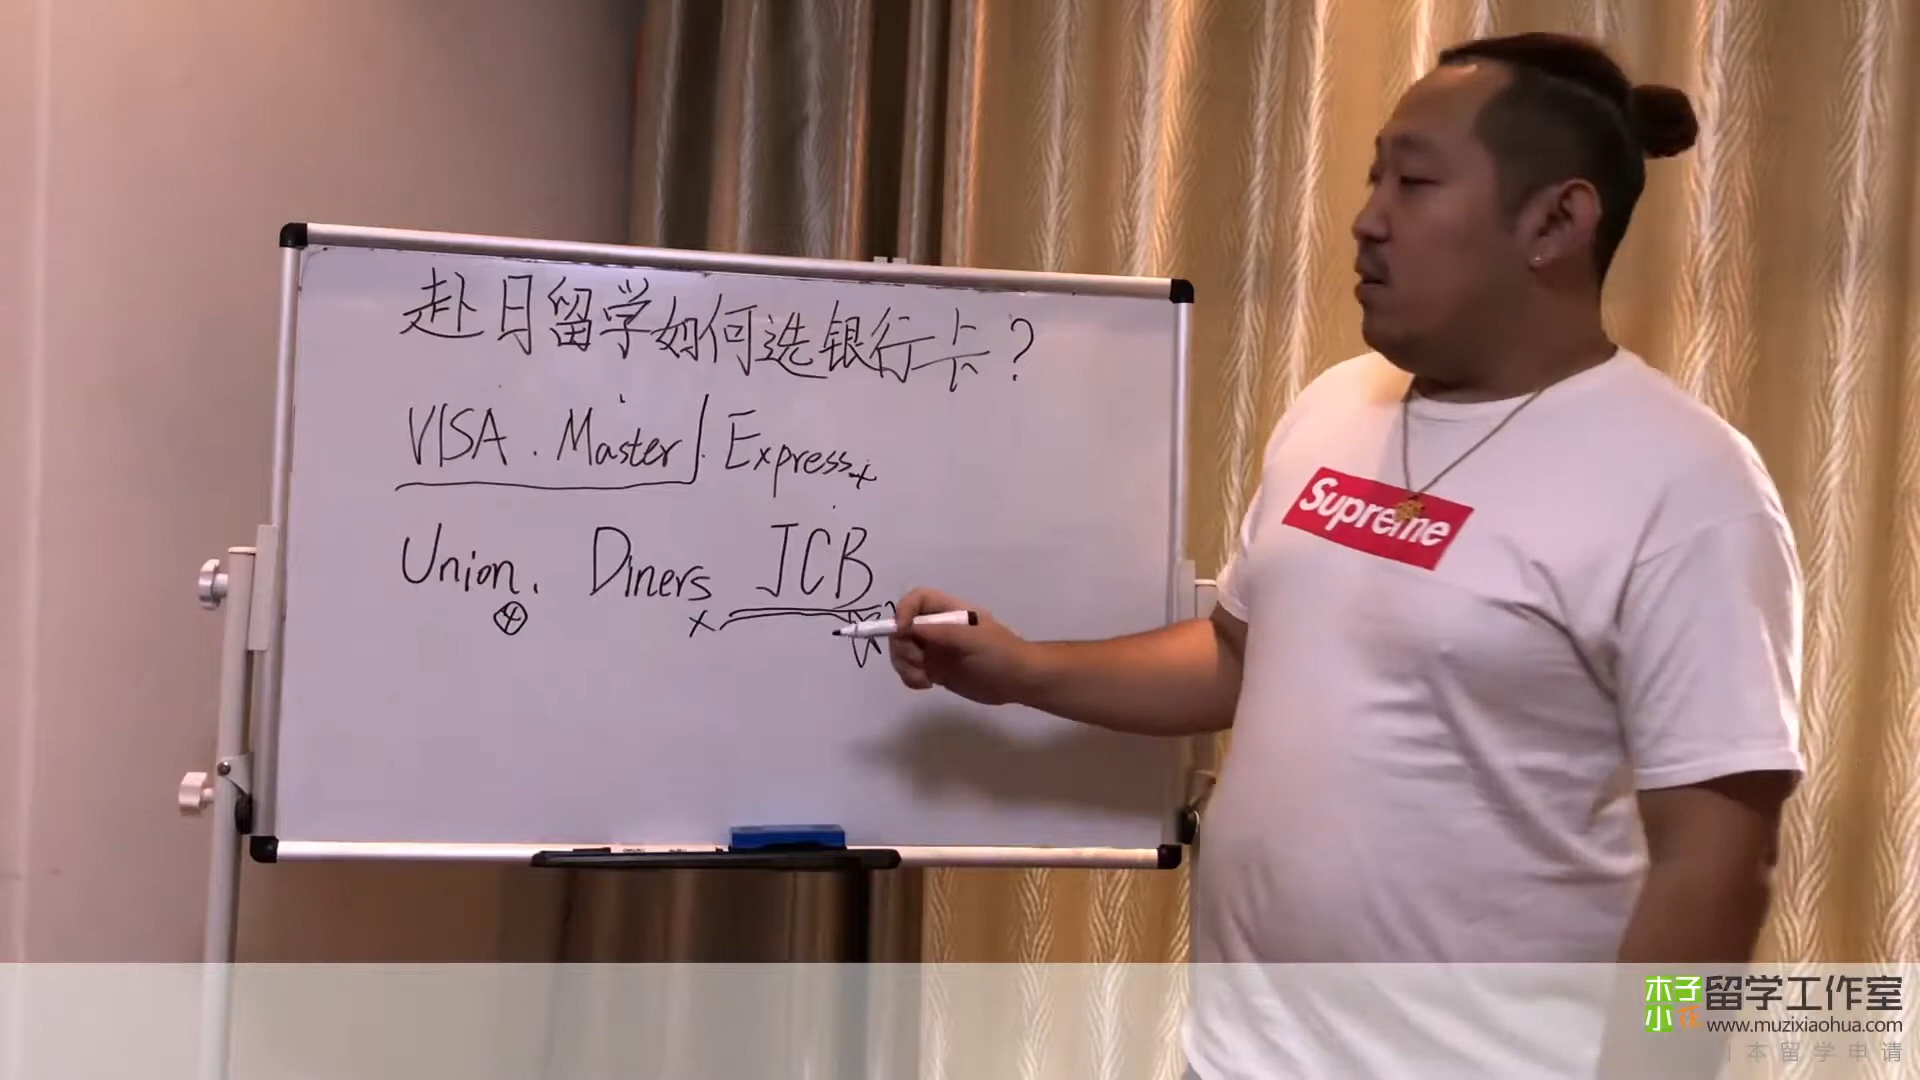 赴日留学如何选银行卡?
VISA. Master. Express
Union. Diners JCB
Supreme
木子小花 留学工作室
www.muzixiaohua.com
本留学申请